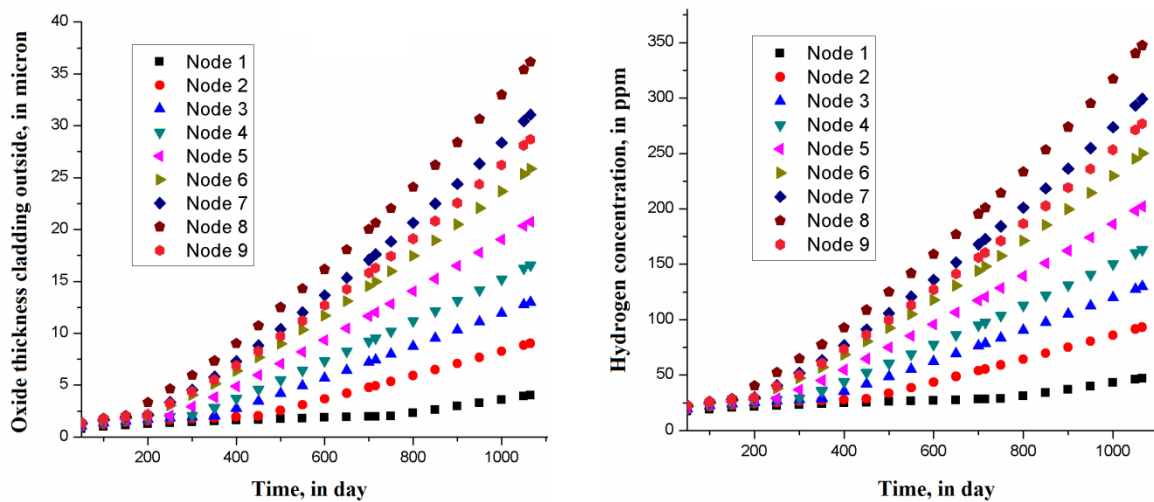 Oxide thickness cladding outside, in micron
40
35
30
25
20
15
10
5
0
Node 1
Node 2
Node 3
Node 4
Node 5
Node 6
Node 7
Node 8
Node 9
200
400
600
800
1000
Time, in day
Hydrogen concentration, in ppm
350
300
250
200
150
100
50
0
Node 1
Node 2
Node 3
Node 4
Node 5
Node 6
Node 7
Node 8
Node 9
200
400
600
800
1000
Time, in day